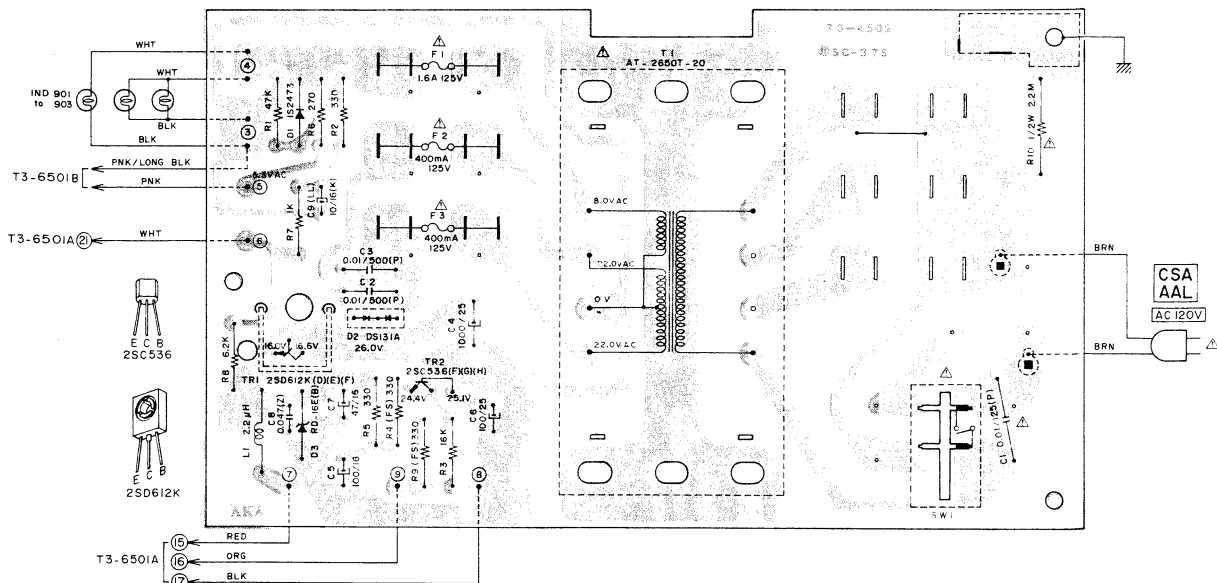 WHT
WHT
IND 901
to 903
BLK
BLK
PNK/LONG BLK
T3-6501B
PNK
T3-6501A
21
WHT
4
3
5
6
6.3VAC
R1 47K
D1 1S2473
R6 270
R2 330
R7 1K
C9(LL) 10/16(K)
F1
1.6A 125V
F2
400mA
125V
F3
400mA
125V
C3
0.01/500(P)
C2
0.01/500(P)
D2 DS131A
26.0V
C4 1000/25
E C B
2SC536
E C B
2SD612K
R8 6.2K
16.0V
16.6V
TR1 2SD612K(D)(E)(F)
TR2
2SC536(F)(G)(H)
24.4V
25.1V
L1 2.2μH
C8 0.047(Z)
D3 RD-16E(B)
C7 47/16
C5 100/16
R5 330
R4(FS)330
R9(FS)330
R3 16K
C6 100/25
7
9
8
AKA
T3-6501A
15
RED
16
ORG
17
BLK
T1
AT-2650T-20
8.0VAC
22.0VAC
0V
22.0VAC
T3-6502
R10 1/2W 2.2M
BRN
BRN
CSA
AAL
AC120V
C1 0.01/125(P)
SW1